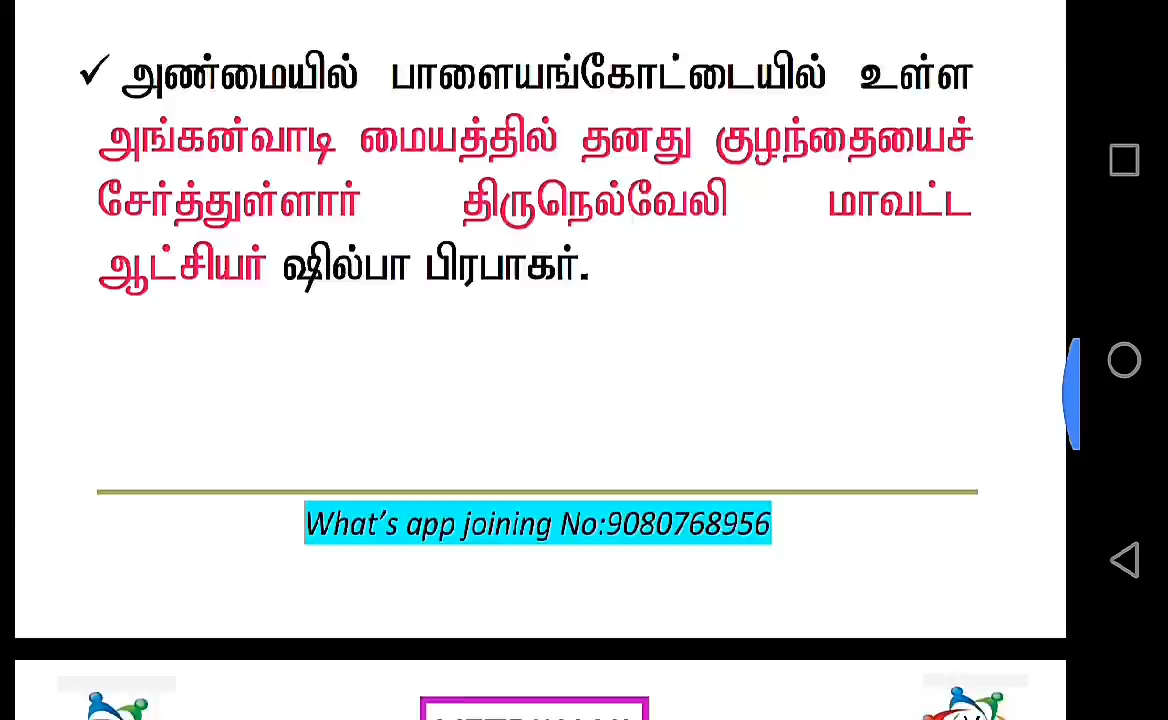 ✓ அண்மையில் பாளையங்கோட்டையில் உள்ள
அங்கன்வாடி மையத்தில் தனது குழந்தையைச்
சேர்த்துள்ளார் திருநெல்வேலி மாவட்ட
ஆட்சியர் ஷில்பா பிரபாகர்.
What's app joining No:9080768956